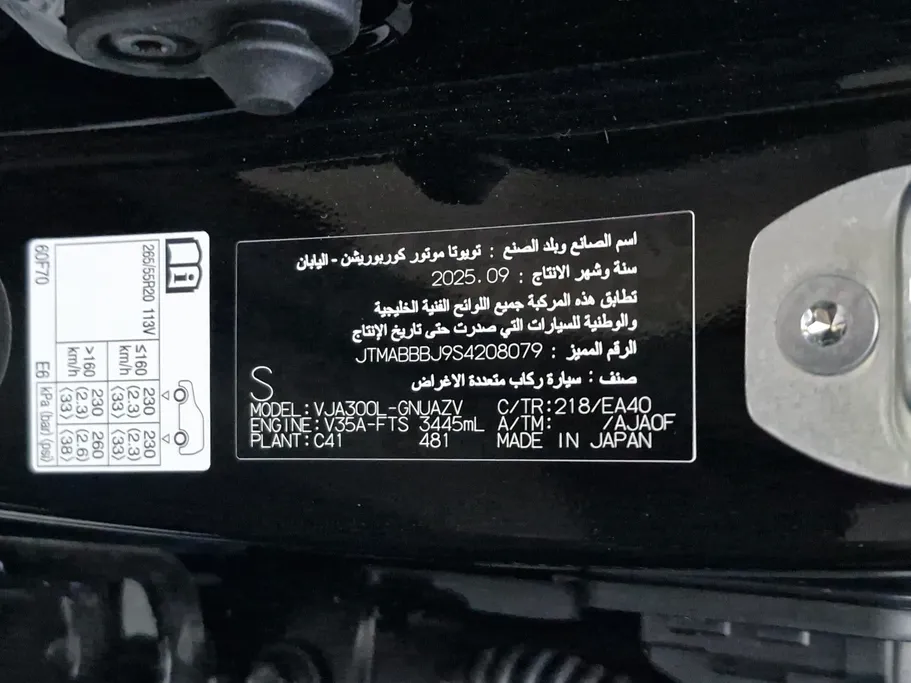 اسم الصانع وبلد الصنع : تويوتا موتور كوربوريشن - اليابان
سنة وشهر الانتاج : 2025.09
تطابق هذه المركبة جميع اللوائح الفنية الخليجية
والوطنية للسيارات التي صدرت حتى تاريخ الإنتاج
الرقم المميز : JTMABBBJ9S4208079
صنف : سيارة ركاب متعددة الاغراض
S
MODEL:VJA300L-GNUAZV C/TR:218/EA40
ENGINE:V35A-FTS 3445mL A/TM: /AJA0F
PLANT:C41 481 MADE IN JAPAN
i
265/55R20 113V
≤160 km/h 230 (2.3) ⟨33⟩ 230 (2.3) ⟨33⟩
>160 km/h 230 (2.3) ⟨33⟩ 260 (2.6) ⟨38⟩
60F70 E6 kPa (bar) ⟨psi⟩